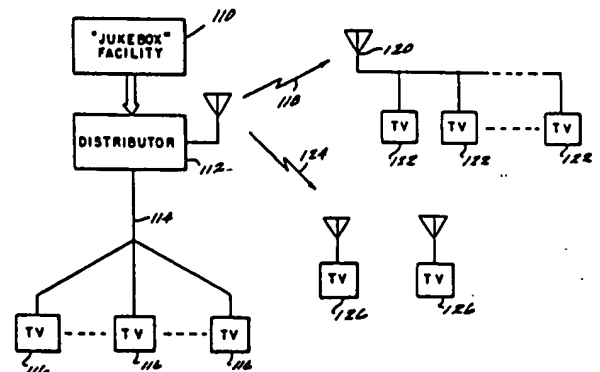 "JUKEBOX"
FACILITY
110
DISTRIBUTOR
112
114
TV
TV
TV
116
116
116
118
120
TV
TV
TV
122
122
122
124
TV
TV
126
126